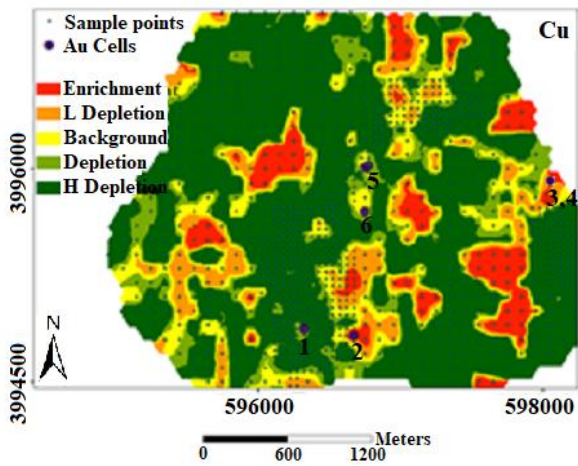 Sample points
Au Cells
Cu
Enrichment
L Depletion
Background
Depletion
H Depletion
3996000
3994500
5
6
3,4
1
2
N
596000
598000
Meters
0
600
1200